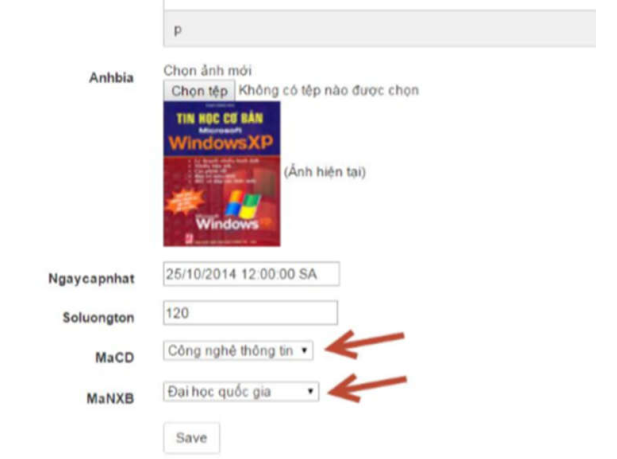 p
Anhbia
Chọn ảnh mới
Chọn tệp Không có tệp nào được chọn
TIN HỌC CƠ BẢN
Microsoft
WindowsXP
Microsoft
Windows
(Ảnh hiện tại)
Ngaycapnhat 25/10/2014 12:00:00 SA
Soluongton 120
MaCD Công nghệ thông tin
MaNXB Đại học quốc gia
Save